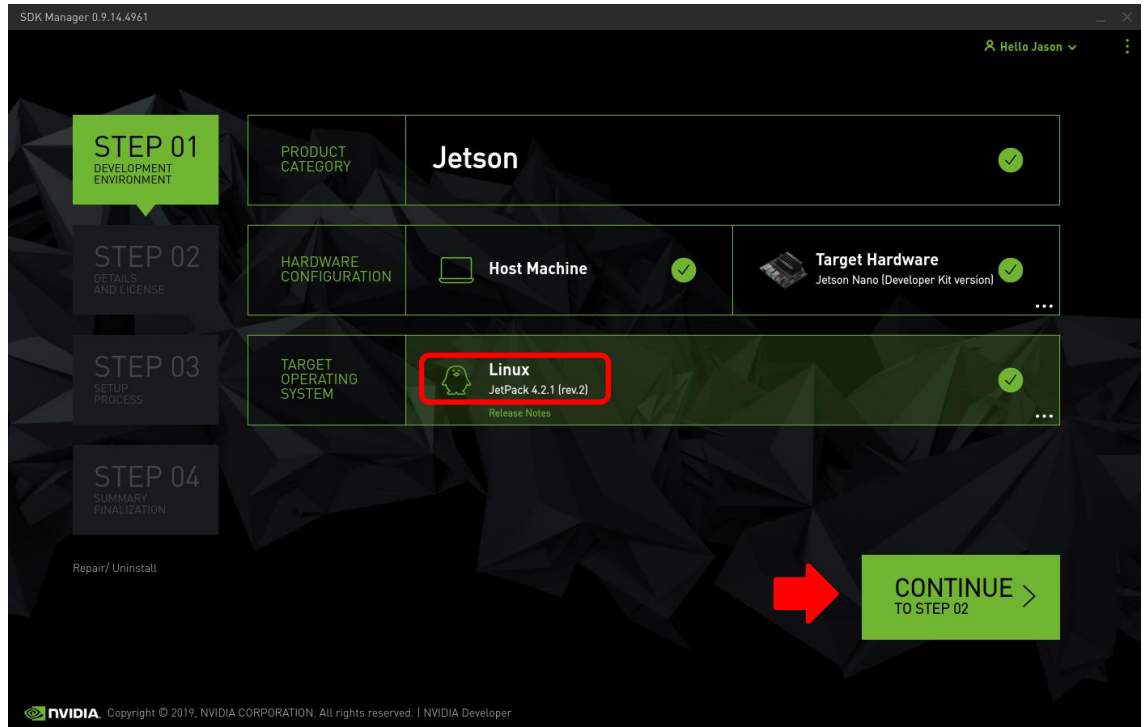 SDK Manager 0.9.14.4961
Hello Jason
STEP 01
DEVELOPMENT
ENVIRONMENT
PRODUCT
CATEGORY
Jetson
STEP 02
DETAILS
AND LICENSE
HARDWARE
CONFIGURATION
Host Machine
Target Hardware
Jetson Nano (Developer Kit version)
STEP 03
SETUP
PROCESS
TARGET
OPERATING
SYSTEM
Linux
JetPack 4.2.1 (rev.2)
Release Notes
STEP 04
SUMMARY
FINALIZATION
Repair/ Uninstall
CONTINUE
TO STEP 02
NVIDIA. Copyright © 2019, NVIDIA CORPORATION. All rights reserved. | NVIDIA Developer